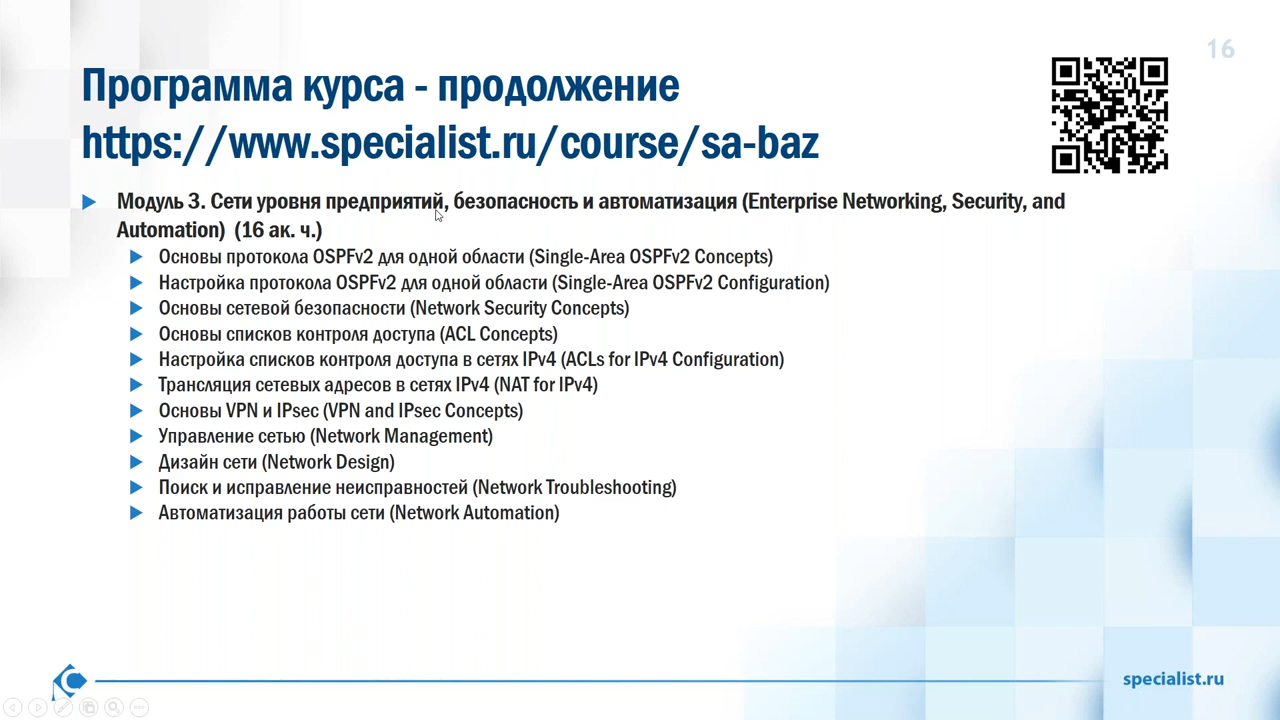 16
Программа курса - продолжение
https://www.specialist.ru/course/sa-baz
Модуль 3. Сети уровня предприятий, безопасность и автоматизация (Enterprise Networking, Security, and
Automation) (16 ак. ч.)
Основы протокола OSPFv2 для одной области (Single-Area OSPFv2 Concepts)
Настройка протокола OSPFv2 для одной области (Single-Area OSPFv2 Configuration)
Основы сетевой безопасности (Network Security Concepts)
Основы списков контроля доступа (ACL Concepts)
Настройка списков контроля доступа в сетях IPv4 (ACLs for IPv4 Configuration)
Трансляция сетевых адресов в сетях IPv4 (NAT for IPv4)
Основы VPN и IPsec (VPN and IPsec Concepts)
Управление сетью (Network Management)
Дизайн сети (Network Design)
Поиск и исправление неисправностей (Network Troubleshooting)
Автоматизация работы сети (Network Automation)
specialist.ru